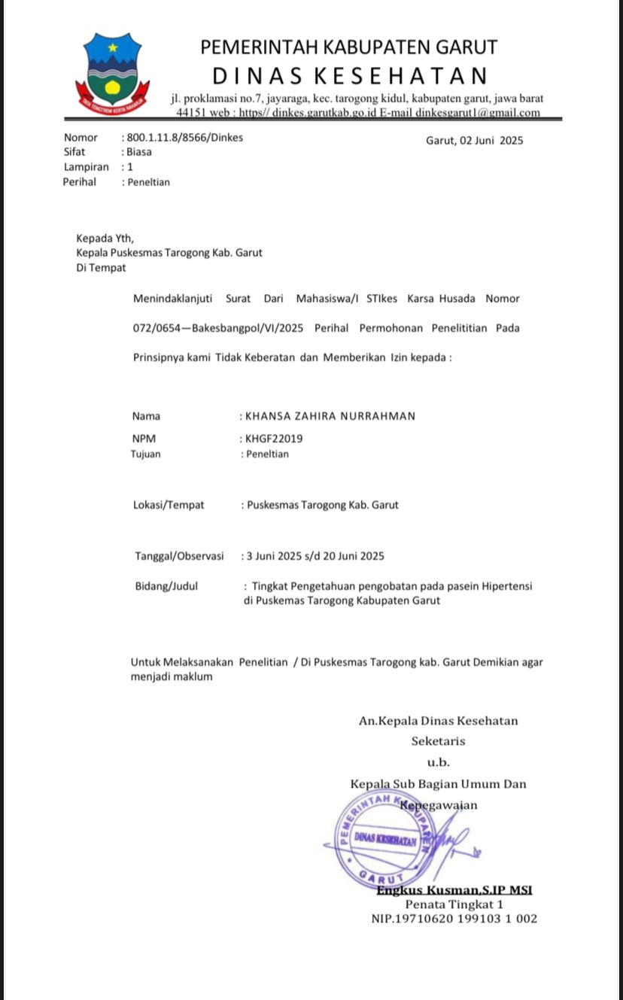 PEMERINTAH KABUPATEN GARUT
DINAS KESEHATAN
jl. proklamasi no.7, jayaraga, kec. tarogong kidul, kabupaten garut, jawa barat
44151 web : https// dinkes.garutkab.go.id E-mail dinkesgarut1@gmail.com
TATA TENGTREM KERTA RAHARJA
Nomor : 800.1.11.8/8566/Dinkes
Garut, 02 Juni 2025
Sifat : Biasa
Lampiran : 1
Perihal : Peneltian
Kepada Yth,
Kepala Puskesmas Tarogong Kab. Garut
Di Tempat
Menindaklanjuti Surat Dari Mahasiswa/I STIkes Karsa Husada Nomor
072/0654—Bakesbangpol/VI/2025 Perihal Permohonan Penelititian Pada
Prinsipnya kami Tidak Keberatan dan Memberikan Izin kepada :
Nama : KHANSA ZAHIRA NURRAHMAN
NPM : KHGF22019
Tujuan : Peneltian
Lokasi/Tempat : Puskesmas Tarogong Kab. Garut
Tanggal/Observasi : 3 Juni 2025 s/d 20 Juni 2025
Bidang/Judul : Tingkat Pengetahuan pengobatan pada pasein Hipertensi
di Puskemas Tarogong Kabupaten Garut
Untuk Melaksanakan Penelitian / Di Puskesmas Tarogong kab. Garut Demikian agar
menjadi maklum
An.Kepala Dinas Kesehatan
Seketaris
u.b.
Kepala Sub Bagian Umum Dan
Kepegawaian
PEMERINTAH KABUPATEN
DINAS KESEHATAN
GARUT
Engkus Kusman,S.IP MSI
Penata Tingkat 1
NIP.19710620 199103 1 002